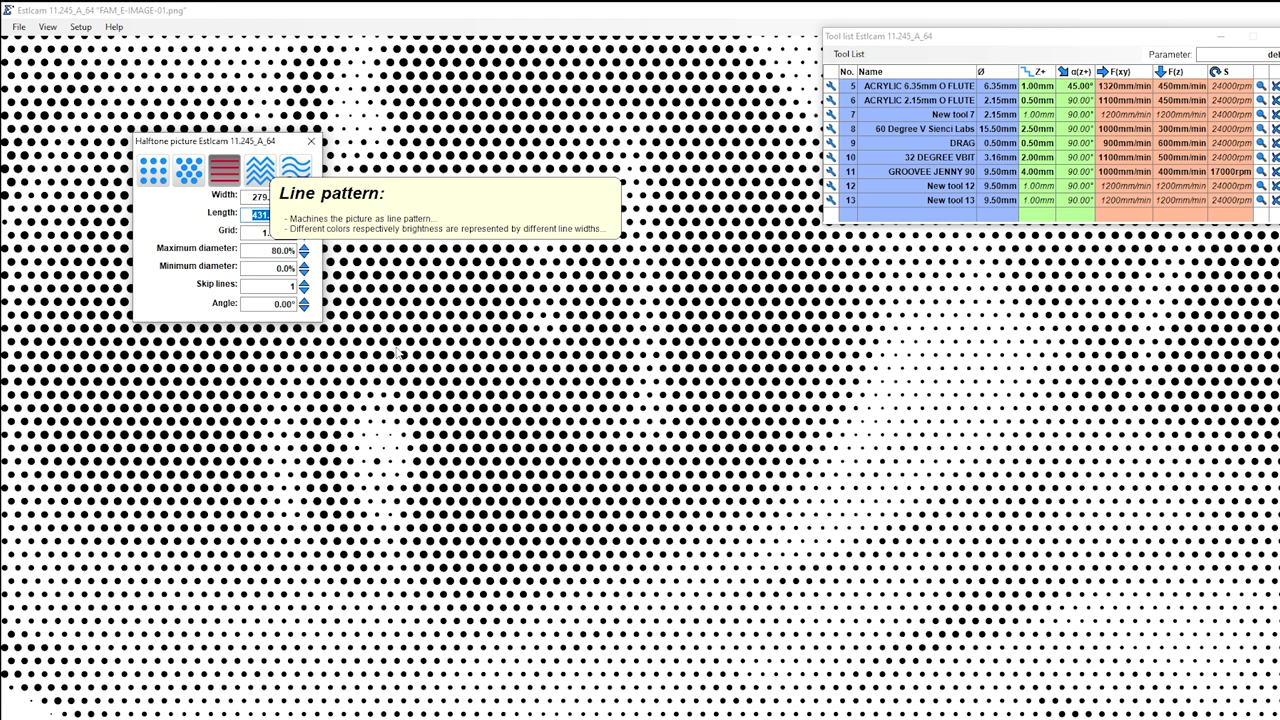 Estlcam 11.245_A_64 "FAM_E-IMAGE-01.png"
File View Setup Help
Tool list Estlcam 11.245_A_64
Tool List Parameter: del
No. Name Ø Z+ α(z+) F(xy) F(z) S
5 ACRYLIC 6.35mm O FLUTE 6.35mm 1.00mm 45.00° 1320mm/min 450mm/min 24000rpm
6 ACRYLIC 2.15mm O FLUTE 2.15mm 0.50mm 90.00° 1100mm/min 450mm/min 24000rpm
7 New tool 7 2.15mm 1.00mm 90.00° 1200mm/min 1200mm/min 24000rpm
8 60 Degree V Sienci Labs 15.50mm 2.50mm 90.00° 1000mm/min 300mm/min 24000rpm
9 DRAG 0.50mm 0.50mm 90.00° 900mm/min 600mm/min 24000rpm
10 32DEGREE VBIT 3.16mm 2.00mm 90.00° 1100mm/min 500mm/min 24000rpm
11 GROOVEE JENNY 90 9.50mm 4.00mm 90.00° 1000mm/min 400mm/min 17000rpm
12 New tool 12 9.50mm 1.00mm 90.00° 1200mm/min 1200mm/min 24000rpm
13 New tool 13 9.50mm 1.00mm 90.00° 1200mm/min 1200mm/min 24000rpm
Halftone picture Estlcam 11.245_A_64
Width: 279.
Length: 431.
Grid: 1.
Maximum diameter: 80.0%
Minimum diameter: 0.0%
Skip lines: 1
Angle: 0.00°
Line pattern:
- Machines the picture as line pattern...
- Different colors respectively brightness are represented by different line widths...